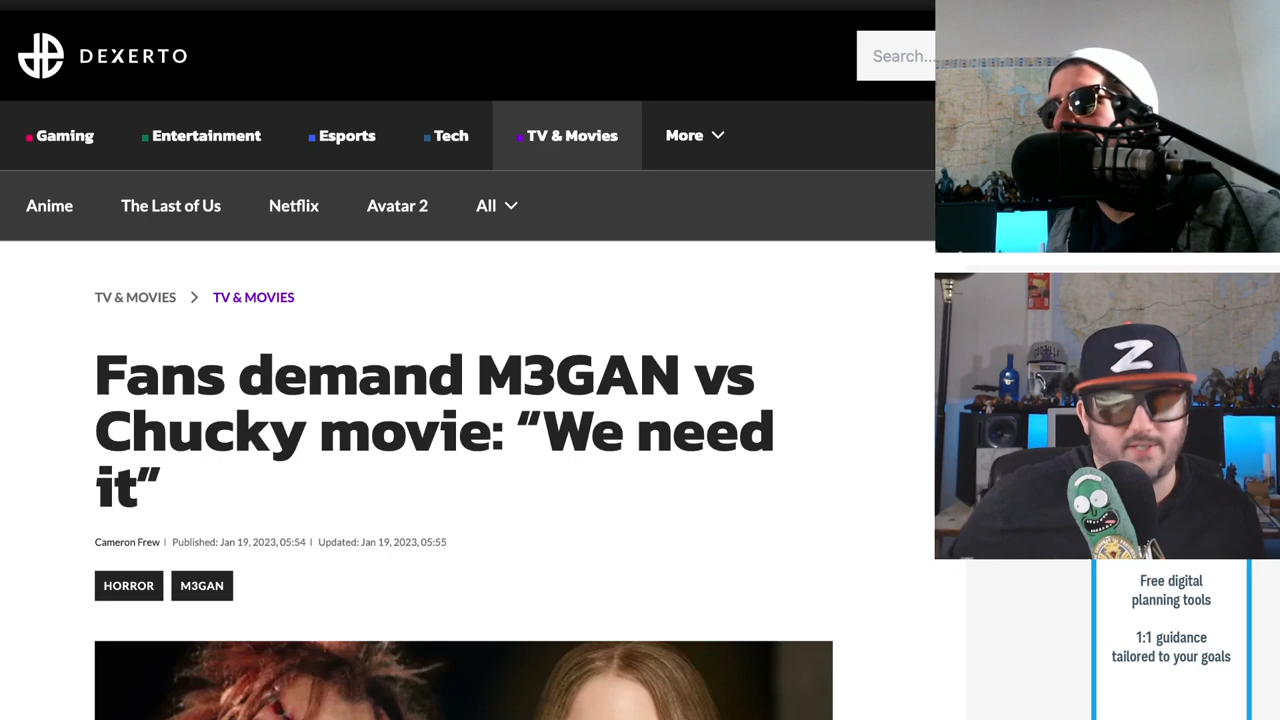 DEXERTO
Search...
Gaming
Entertainment
Esports
Tech
TV & Movies
More
Anime
The Last of Us
Netflix
Avatar 2
All
TV & MOVIES
TV & MOVIES
Fans demand M3GAN vs
Chucky movie: “We need
it”
Cameron Frew | Published: Jan 19, 2023, 05:54 | Updated: Jan 19, 2023, 05:55
HORROR
M3GAN
Z
Free digital
planning tools
1:1 guidance
tailored to your goals